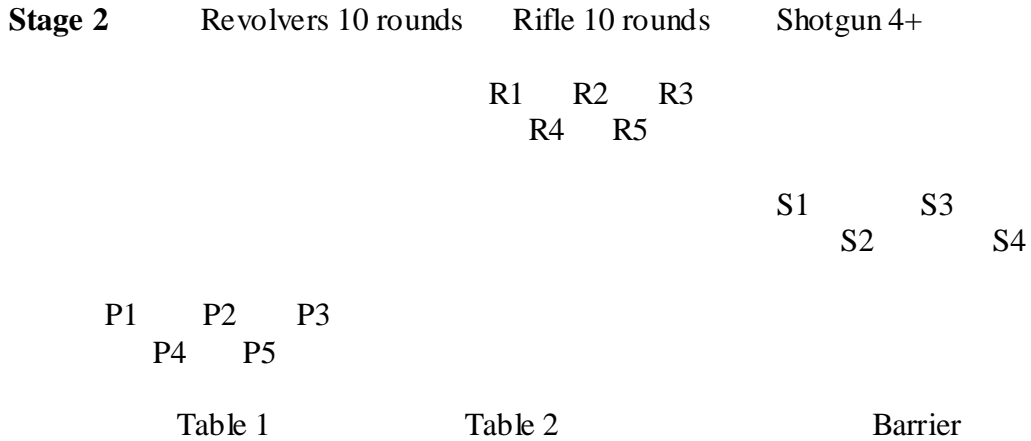 Stage 2 Revolvers 10 rounds Rifle 10 rounds Shotgun 4+
R1 R2 R3
R4 R5
S1 S3
S2 S4
P1 P2 P3
P4 P5
Table 1 Table 2 Barrier